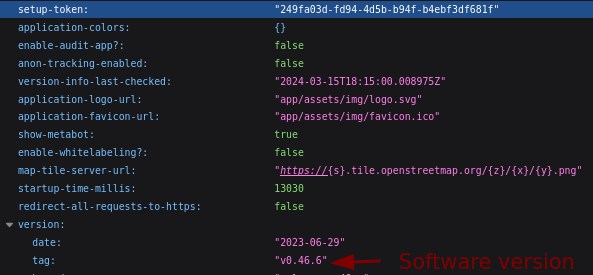 setup-token: "249fa03d-fd94-4d5b-b94f-b4ebf3df681f"
application-colors: {}
enable-audit-app?: false
anon-tracking-enabled: false
version-info-last-checked: "2024-03-15T18:15:00.008975Z"
application-logo-url: "app/assets/img/logo.svg"
application-favicon-url: "app/assets/img/favicon.ico"
show-metabot: true
enable-whitelabeling?: false
map-tile-server-url: "https://{s}.tile.openstreetmap.org/{z}/{x}/{y}.png"
startup-time-millis: 13030
redirect-all-requests-to-https: false
version:
date: "2023-06-29"
tag: "v0.46.6" Software version